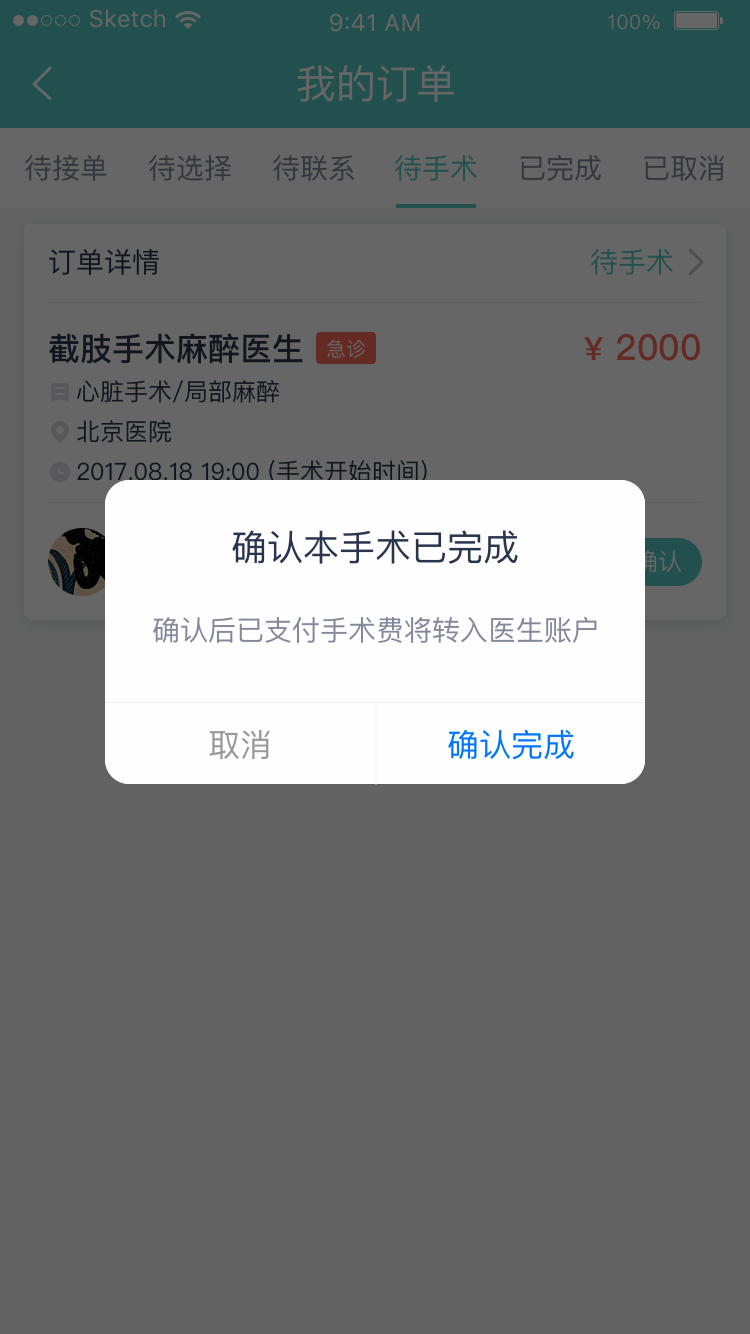 Sketch 9:41 AM 100%
我的订单
待接单 待选择 待联系 待手术 已完成 已取消
订单详情 待手术
截肢手术麻醉医生 急诊 ¥ 2000
心脏手术/局部麻醉
北京医院
2017.08.18 19:00 (手术开始时间)
确认
确认本手术已完成
确认后已支付手术费将转入医生账户
取消 确认完成